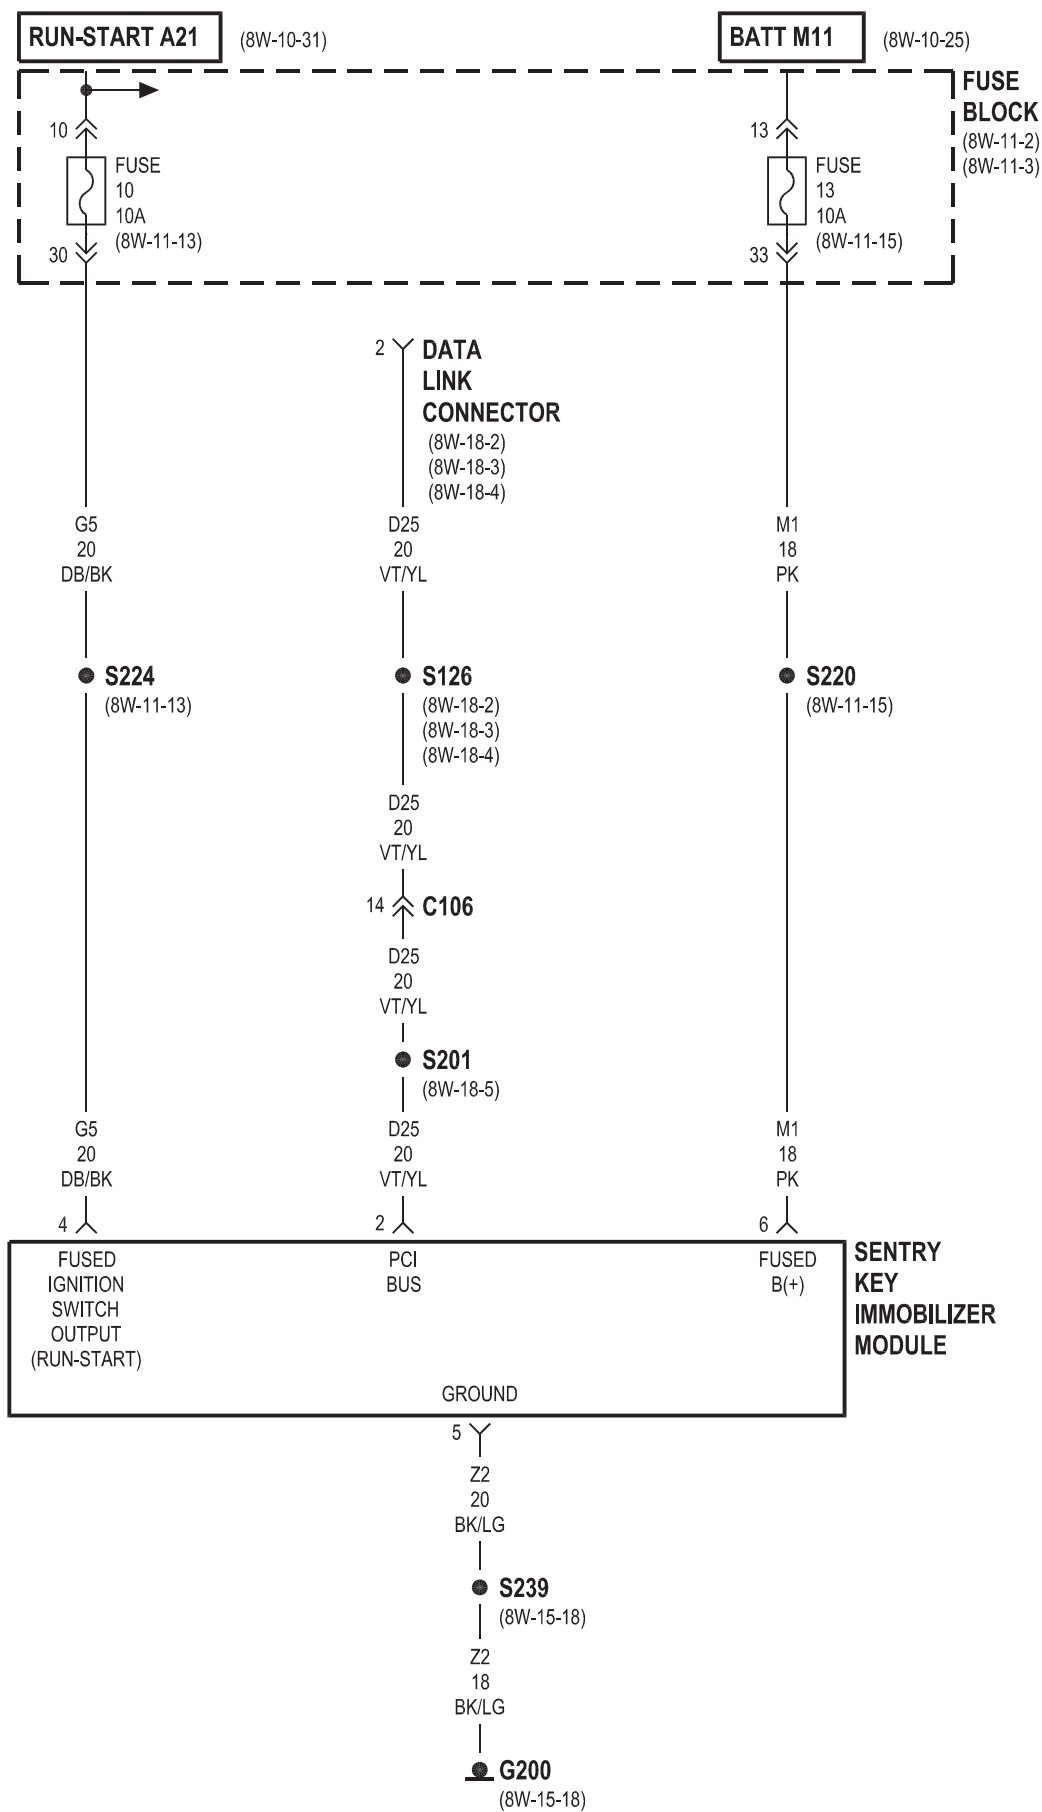 RUN-START A21 (8W-10-31)
BATT M11 (8W-10-25)
FUSE
BLOCK
(8W-11-2)
(8W-11-3)
10
FUSE
10
10A
(8W-11-13)
30
13
FUSE
13
10A
(8W-11-15)
33
2 DATA
LINK
CONNECTOR
(8W-18-2)
(8W-18-3)
(8W-18-4)
G5
20
DB/BK
D25
20
VT/YL
M1
18
PK
S224
(8W-11-13)
S126
(8W-18-2)
(8W-18-3)
(8W-18-4)
S220
(8W-11-15)
D25
20
VT/YL
14 C106
D25
20
VT/YL
S201
(8W-18-5)
G5
20
DB/BK
D25
20
VT/YL
M1
18
PK
4
2
6
FUSED
IGNITION
SWITCH
OUTPUT
(RUN-START)
PCI
BUS
FUSED
B(+)
SENTRY
KEY
IMMOBILIZER
MODULE
GROUND
5
Z2
20
BK/LG
S239
(8W-15-18)
Z2
18
BK/LG
G200
(8W-15-18)